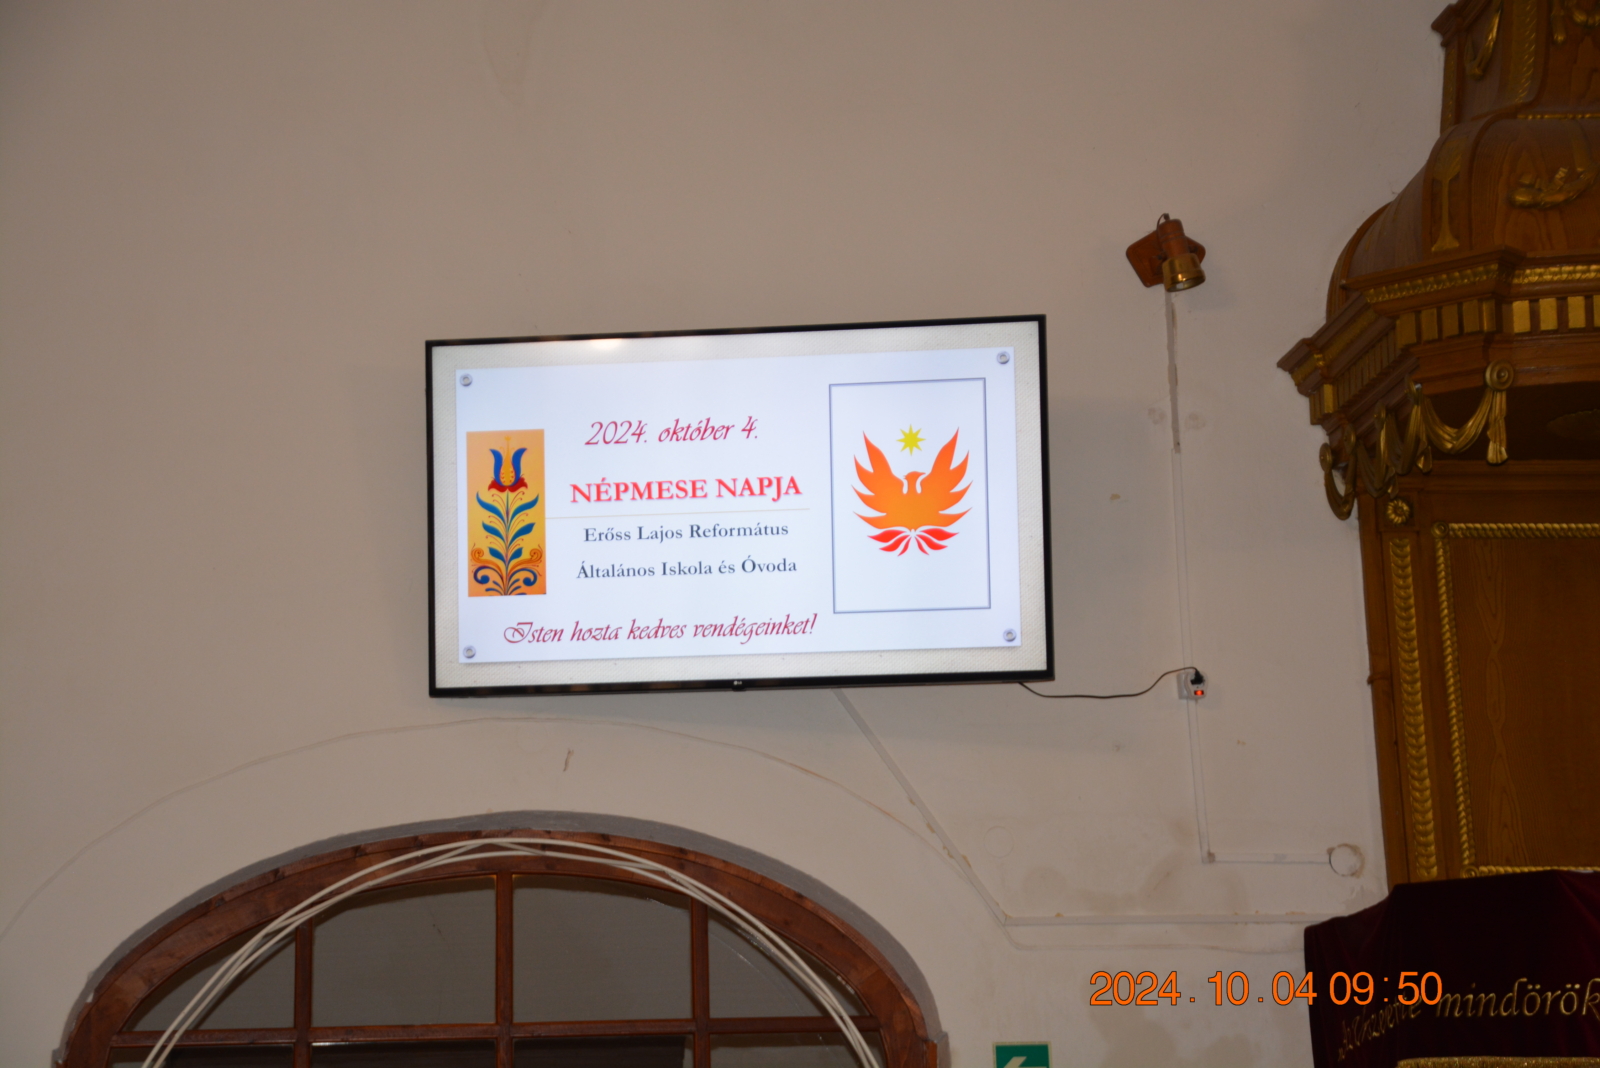 2024. október 4.
NÉPMESE NAPJA
Erőss Lajos Református
Általános Iskola és Óvoda
Isten hozta kedves vendégeinket!
2024.10.04 09:50
mindörök